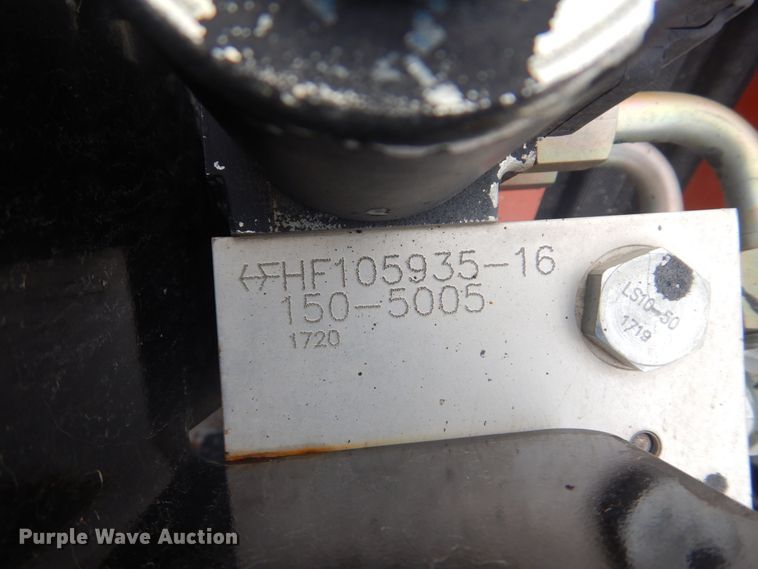 HF105935-16
150-5005
1720
LS10-50
1719
Purple Wave Auction